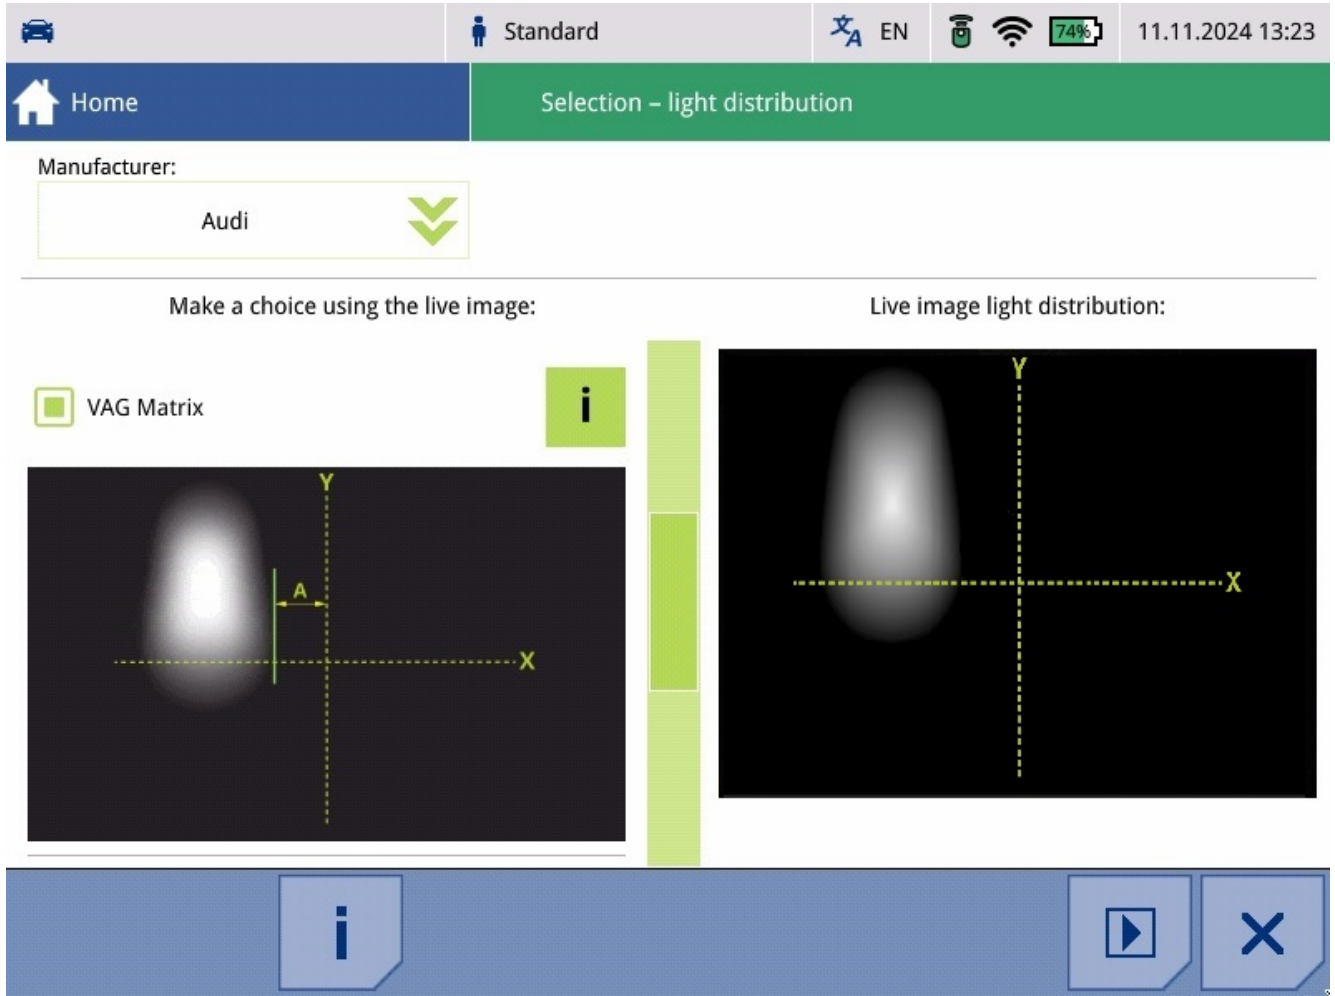 Standard
EN
74%
11.11.2024 13:23
Home
Selection – light distribution
Manufacturer:
Audi
Make a choice using the live image:
Live image light distribution:
VAG Matrix
i
Y
A
X
Y
X
i